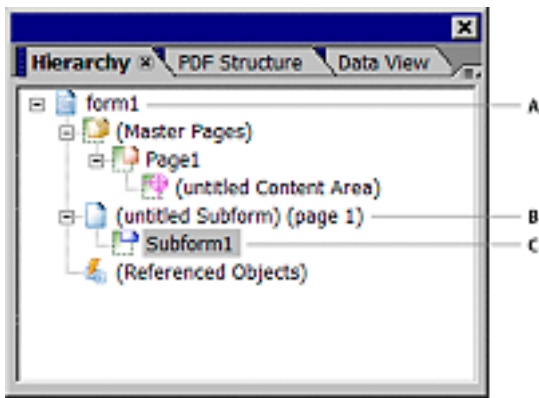 Hierarchy PDF Structure Data View
form1 A
(Master Pages)
Page1
(untitled Content Area)
(untitled Subform) (page 1) B
Subform1 C
(Referenced Objects)